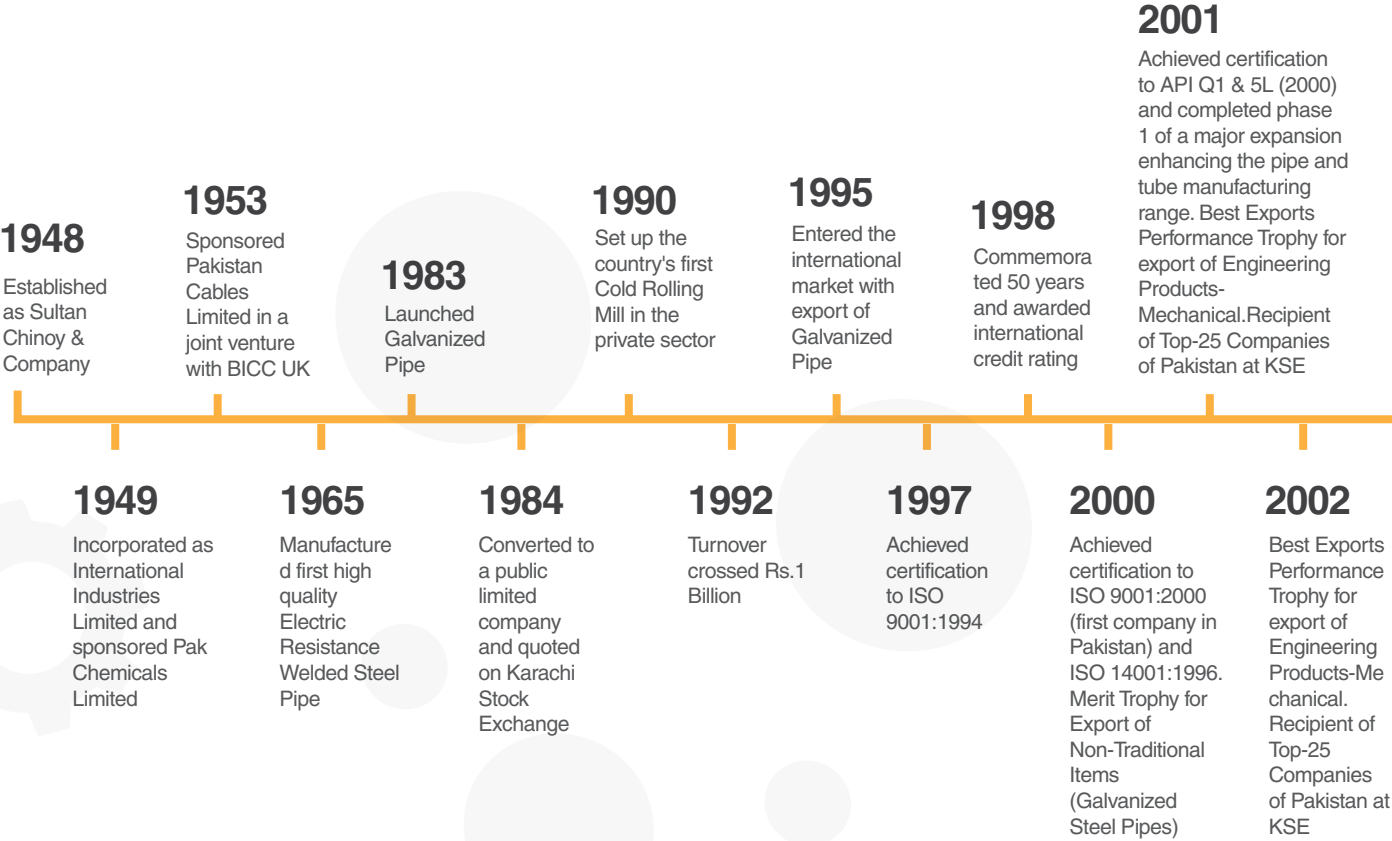 1948
Established
as Sultan
Chinoy &
Company
1949
Incorporated as
International
Industries
Limited and
sponsored Pak
Chemicals
Limited
1953
Sponsored
Pakistan
Cables
Limited in a
joint venture
with BICC UK
1965
Manufacture
d first high
quality
Electric
Resistance
Welded Steel
Pipe
1983
Launched
Galvanized
Pipe
1984
Converted to
a public
limited
company
and quoted
on Karachi
Stock
Exchange
1990
Set up the
country's first
Cold Rolling
Mill in the
private sector
1992
Turnover
crossed Rs.1
Billion
1995
Entered the
international
market with
export of
Galvanized
Pipe
1997
Achieved
certification
to ISO
9001:1994
1998
Commemora
ted 50 years
and awarded
international
credit rating
2000
Achieved
certification to
ISO 9001:2000
(first company in
Pakistan) and
ISO 14001:1996.
Merit Trophy for
Export of
Non-Traditional
Items
(Galvanized
Steel Pipes)
2001
Achieved certification
to API Q1 & 5L (2000)
and completed phase
1 of a major expansion
enhancing the pipe and
tube manufacturing
range. Best Exports
Performance Trophy for
export of Engineering
Products-
Mechanical.Recipient
of Top-25 Companies
of Pakistan at KSE
2002
Best Exports
Performance
Trophy for
export of
Engineering
Products-Me
chanical.
Recipient of
Top-25
Companies
of Pakistan at
KSE